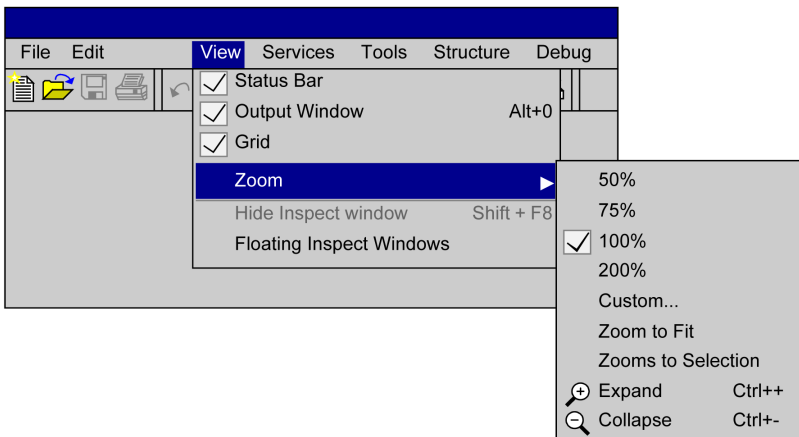 File Edit View Services Tools Structure Debug
Status Bar
Output Window Alt+0
Grid
Zoom
Hide Inspect window Shift + F8
Floating Inspect Windows
50%
75%
100%
200%
Custom...
Zoom to Fit
Zooms to Selection
Expand Ctrl++
Collapse Ctrl+-